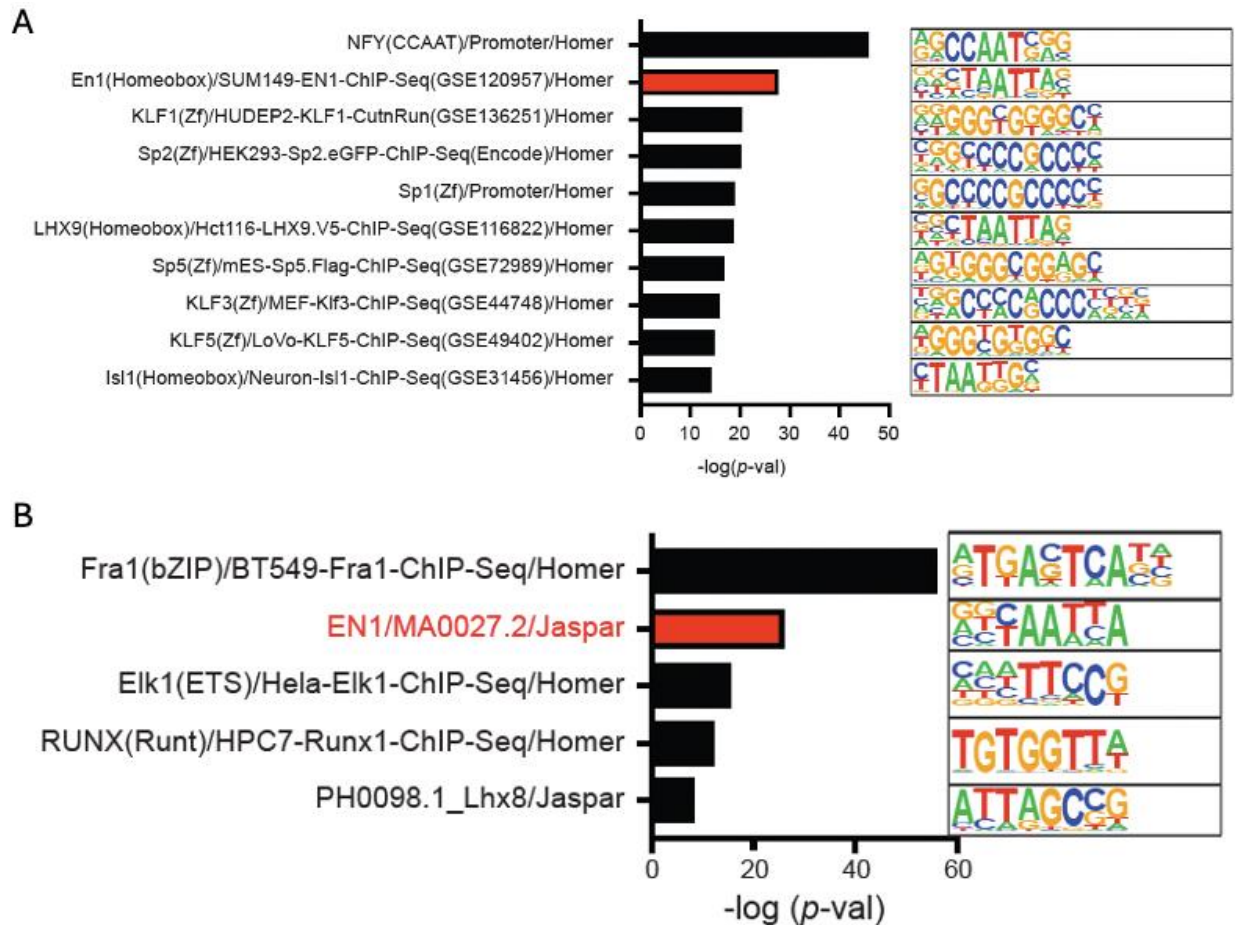 A
NFY(CCAAT)/Promoter/Homer
En1(Homeobox)/SUM149-EN1-ChIP-Seq(GSE120957)/Homer
KLF1(Zf)/HUDEP2-KLF1-CutnRun(GSE136251)/Homer
Sp2(Zf)/HEK293-Sp2.eGFP-ChIP-Seq(Encode)/Homer
Sp1(Zf)/Promoter/Homer
LHX9(Homeobox)/Hct116-LHX9.V5-ChIP-Seq(GSE116822)/Homer
Sp5(Zf)/mES-Sp5.Flag-ChIP-Seq(GSE72989)/Homer
KLF3(Zf)/MEF-Klf3-ChIP-Seq(GSE44748)/Homer
KLF5(Zf)/LoVo-KLF5-ChIP-Seq(GSE49402)/Homer
Isl1(Homeobox)/Neuron-Isl1-ChIP-Seq(GSE31456)/Homer
0 10 20 30 40 50
-log(p-val)
B
Fra1(bZIP)/BT549-Fra1-ChIP-Seq/Homer
EN1/MA0027.2/Jaspar
Elk1(ETS)/Hela-Elk1-ChIP-Seq/Homer
RUNX(Runt)/HPC7-Runx1-ChIP-Seq/Homer
PH0098.1_Lhx8/Jaspar
0 20 40 60
-log (p-val)